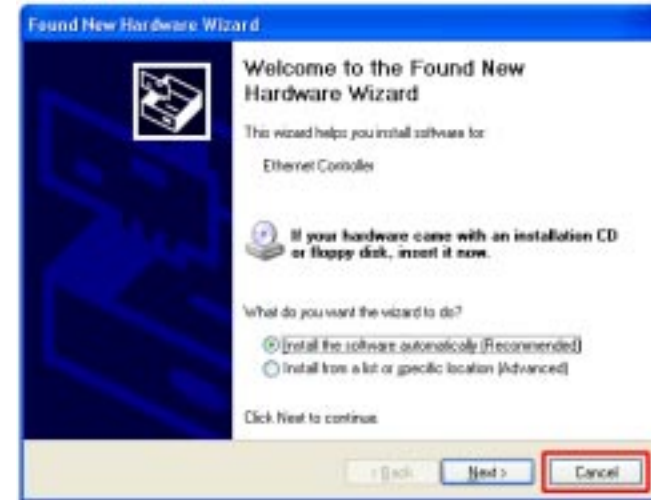 Found New Hardware Wizard
Welcome to the Found New
Hardware Wizard
This wizard helps you install software for:
Ethernet Controller
If your hardware came with an installation CD
or floppy disk, insert it now.
What do you want the wizard to do?
Install the software automatically (Recommended)
Install from a list or specific location (Advanced)
Click Next to continue.
< Back
Next >
Cancel